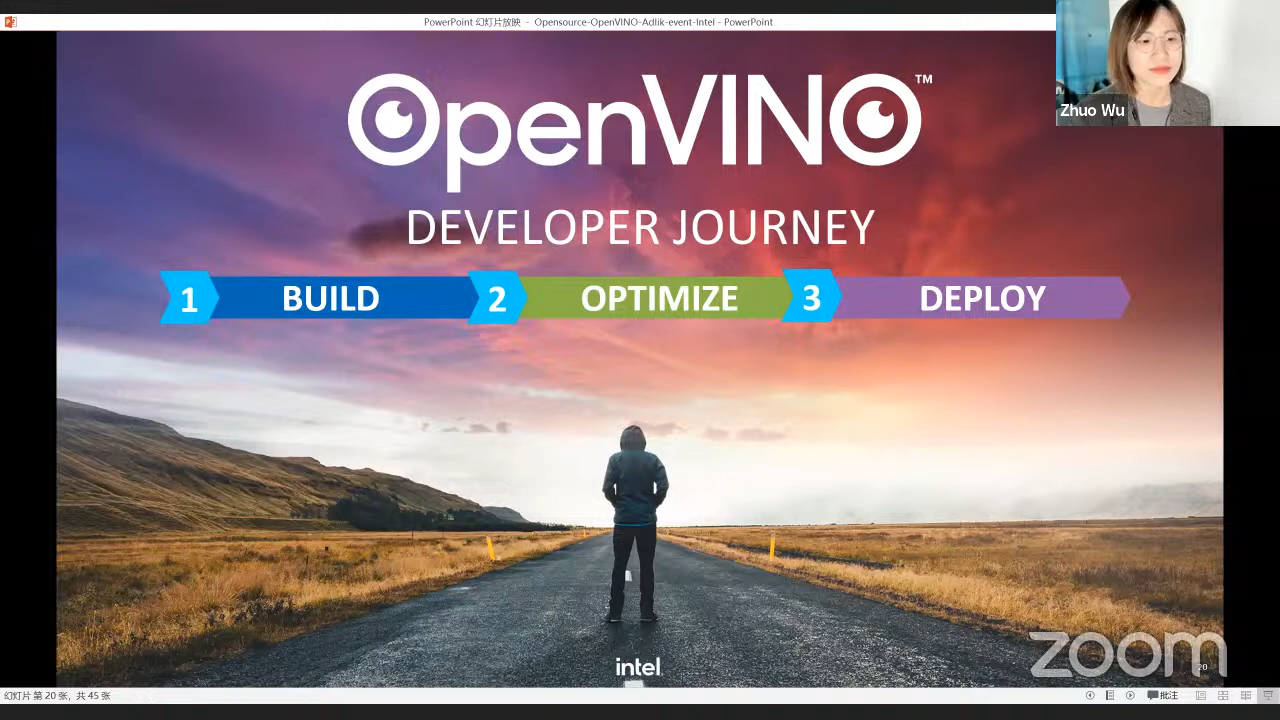 PowerPoint 幻灯片放映 - Opensource-OpenVINO-Adlik-event-Intel - PowerPoint
Zhuo Wu
OpenVINO™
DEVELOPER JOURNEY
1 BUILD 2 OPTIMIZE 3 DEPLOY
intel
zoom
20
幻灯片 第 20 张，共 45 张
批注